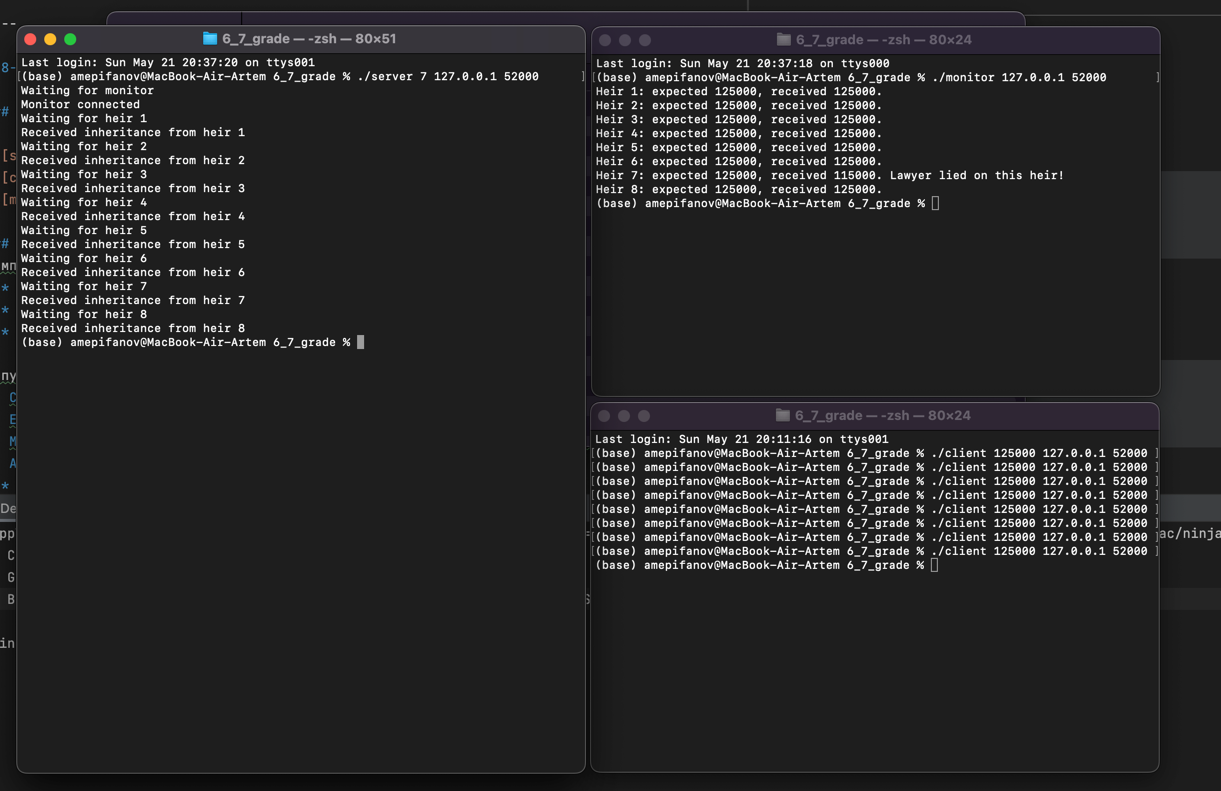 6_7_grade — -zsh — 80×51
Last login: Sun May 21 20:37:20 on ttys001
[(base) amepifanov@MacBook-Air-Artem 6_7_grade % ./server 7 127.0.0.1 52000 ]
Waiting for monitor
Monitor connected
Waiting for heir 1
Received inheritance from heir 1
Waiting for heir 2
Received inheritance from heir 2
Waiting for heir 3
Received inheritance from heir 3
Waiting for heir 4
Received inheritance from heir 4
Waiting for heir 5
Received inheritance from heir 5
Waiting for heir 6
Received inheritance from heir 6
Waiting for heir 7
Received inheritance from heir 7
Waiting for heir 8
Received inheritance from heir 8
(base) amepifanov@MacBook-Air-Artem 6_7_grade %
6_7_grade — -zsh — 80×24
Last login: Sun May 21 20:37:18 on ttys000
[(base) amepifanov@MacBook-Air-Artem 6_7_grade % ./monitor 127.0.0.1 52000 ]
Heir 1: expected 125000, received 125000.
Heir 2: expected 125000, received 125000.
Heir 3: expected 125000, received 125000.
Heir 4: expected 125000, received 125000.
Heir 5: expected 125000, received 125000.
Heir 6: expected 125000, received 125000.
Heir 7: expected 125000, received 115000. Lawyer lied on this heir!
Heir 8: expected 125000, received 125000.
(base) amepifanov@MacBook-Air-Artem 6_7_grade %
6_7_grade — -zsh — 80×24
Last login: Sun May 21 20:11:16 on ttys001
[(base) amepifanov@MacBook-Air-Artem 6_7_grade % ./client 125000 127.0.0.1 52000 ]
[(base) amepifanov@MacBook-Air-Artem 6_7_grade % ./client 125000 127.0.0.1 52000 ]
[(base) amepifanov@MacBook-Air-Artem 6_7_grade % ./client 125000 127.0.0.1 52000 ]
[(base) amepifanov@MacBook-Air-Artem 6_7_grade % ./client 125000 127.0.0.1 52000 ]
[(base) amepifanov@MacBook-Air-Artem 6_7_grade % ./client 125000 127.0.0.1 52000 ]
[(base) amepifanov@MacBook-Air-Artem 6_7_grade % ./client 125000 127.0.0.1 52000 ]
[(base) amepifanov@MacBook-Air-Artem 6_7_grade % ./client 125000 127.0.0.1 52000 ]
[(base) amepifanov@MacBook-Air-Artem 6_7_grade % ./client 125000 127.0.0.1 52000 ]
(base) amepifanov@MacBook-Air-Artem 6_7_grade %
ac/ninja